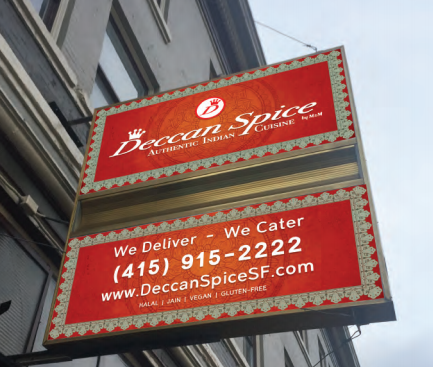 D
Deccan Spice
by M&M
AUTHENTIC INDIAN CUISINE
We Deliver - We Cater
(415) 915-2222
www.DeccanSpiceSF.com
HALAL | JAIN | VEGAN | GLUTEN-FREE